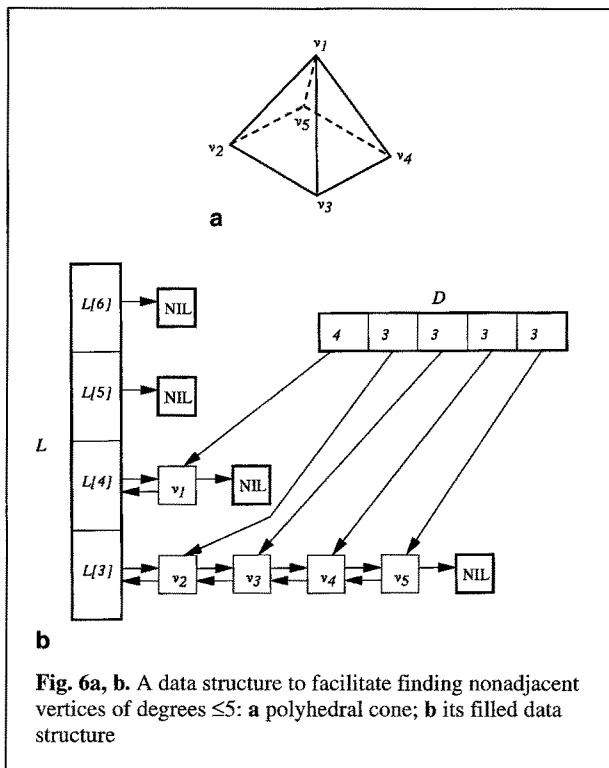 v1
v5
v2
v4
v3
a
D
L[6] NIL
4 3 3 3 3
L[5] NIL
L
L[4] v1 NIL
L[3] v2 v3 v4 v5 NIL
b
Fig. 6a, b. A data structure to facilitate finding nonadjacent
vertices of degrees ≤5: a polyhedral cone; b its filled data
structure